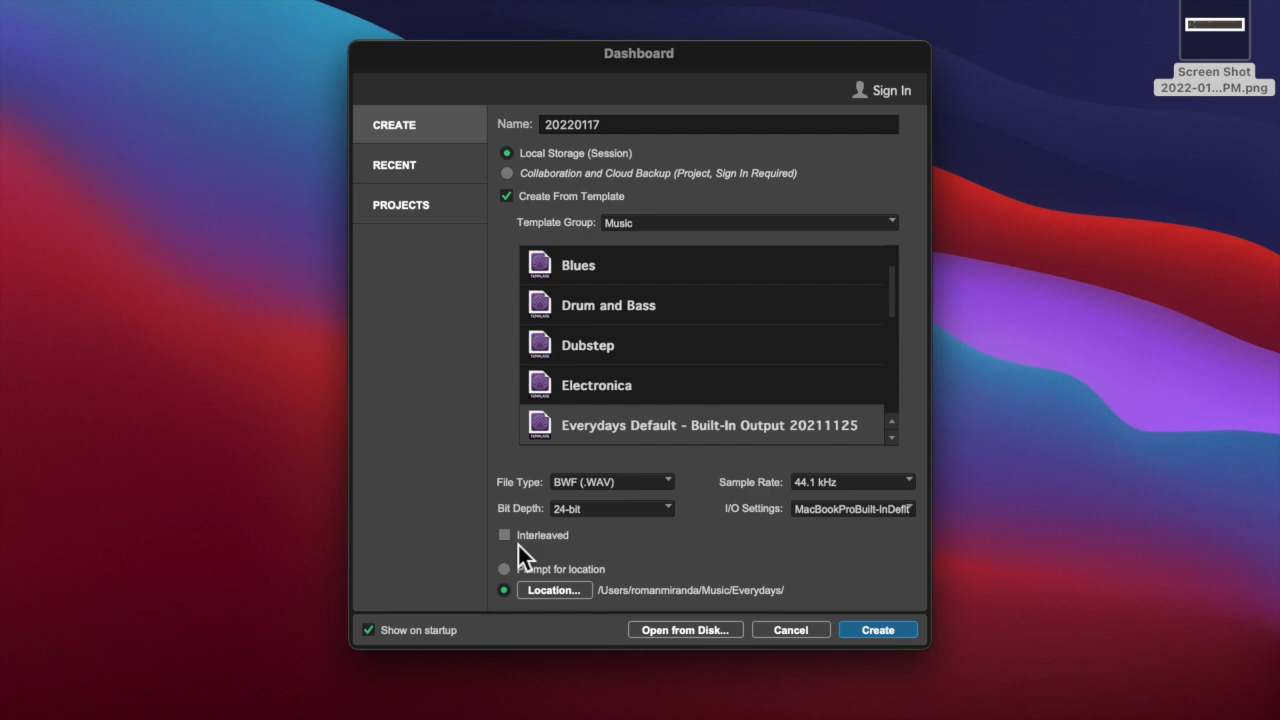 Dashboard
Screen Shot
2022-01...PM.png
Sign In
CREATE
RECENT
PROJECTS
Name: 20220117
Local Storage (Session)
Collaboration and Cloud Backup (Project, Sign In Required)
Create From Template
Template Group: Music
Blues
Drum and Bass
Dubstep
Electronica
Everydays Default - Built-In Output 20211125
File Type: BWF (.WAV) Sample Rate: 44.1 kHz
Bit Depth: 24-bit I/O Settings:
Interleaved
for location
Location... /Users/romanmiranda/Music/Everydays/
Show on startup Open from Disk... Cancel Create